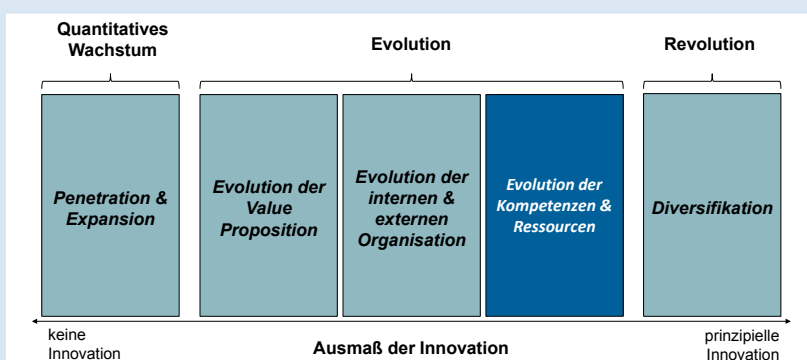 Quantitatives
Wachstum
Evolution
Revolution
Penetration &
Expansion
Evolution der
Value
Proposition
Evolution der
internen &
externen
Organisation
Evolution der
Kompetenzen &
Ressourcen
Diversifikation
keine
Innovation
Ausmaß der Innovation
prinzipielle
Innovation